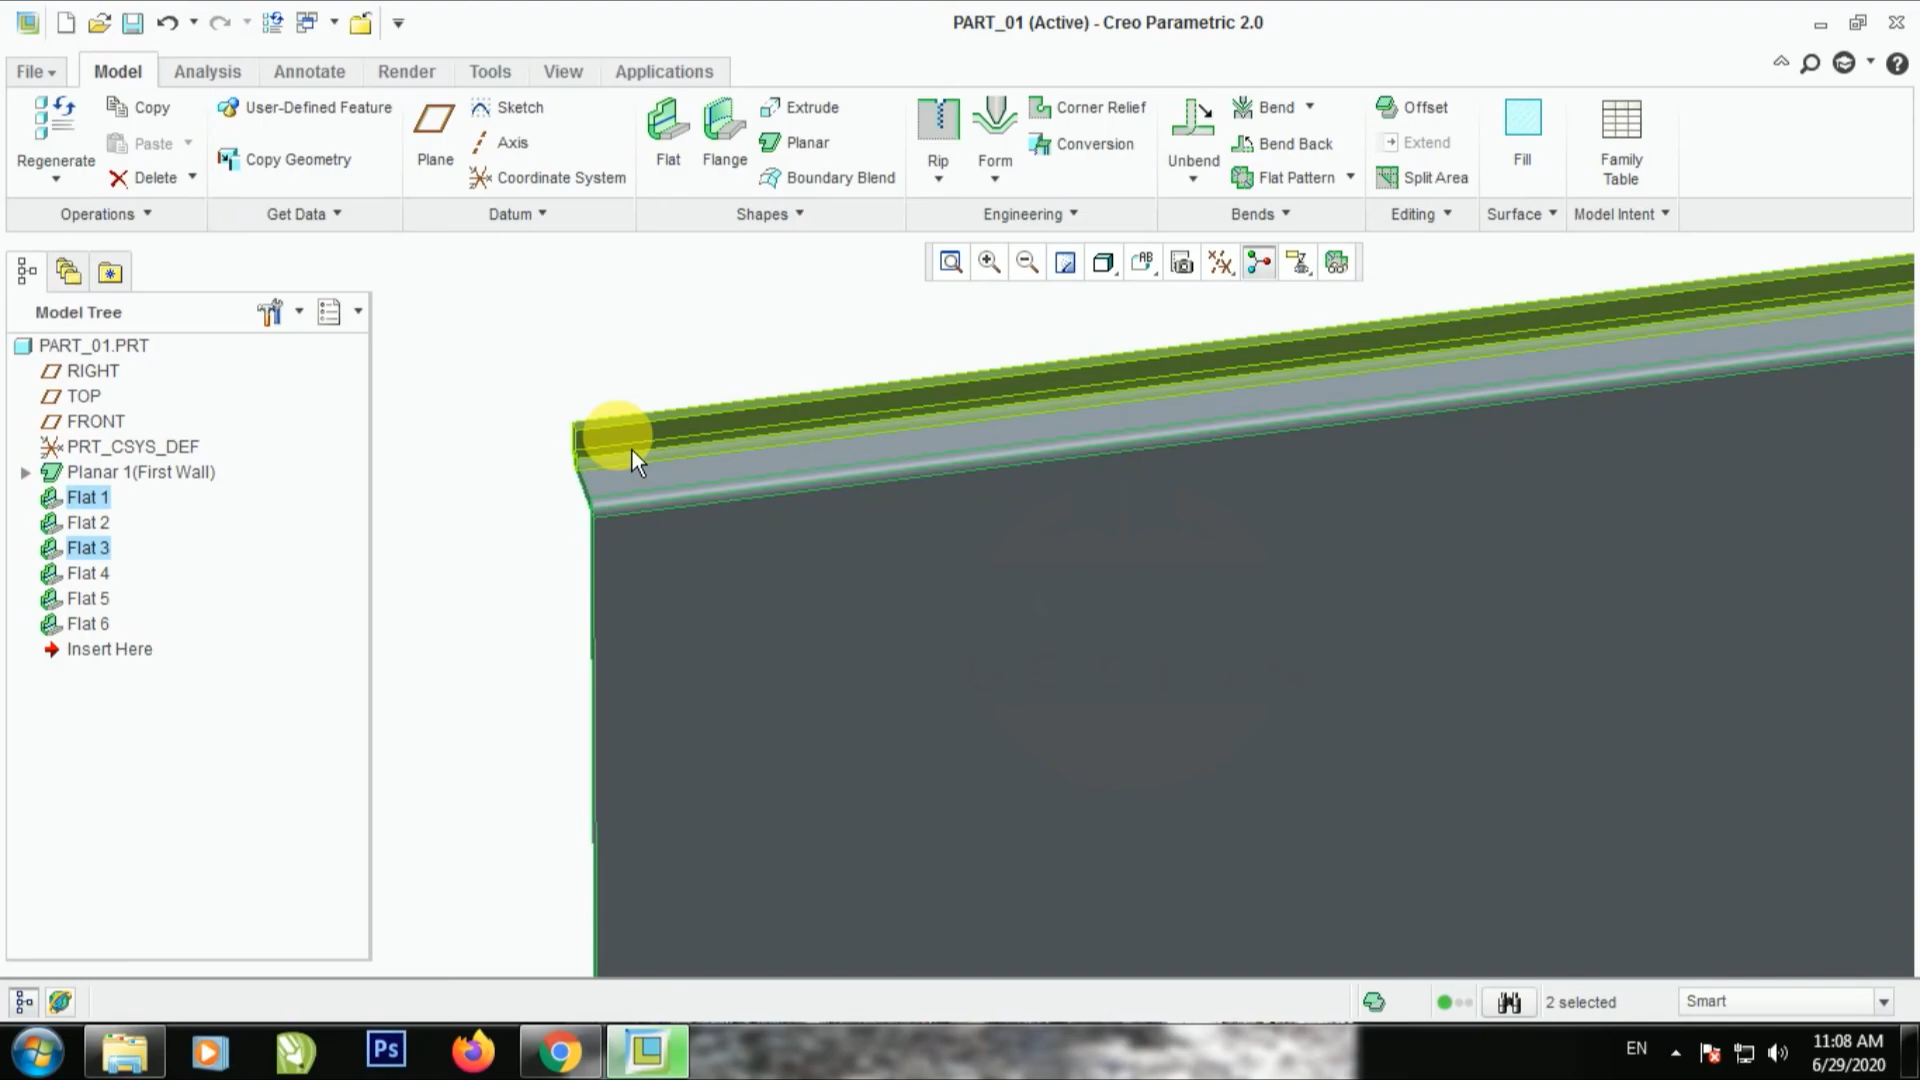 PART_01 (Active) - Creo Parametric 2.0
File Model Analysis Annotate Render Tools View Applications
Regenerate
Copy
Paste
Delete
User-Defined Feature
Copy Geometry
Plane
Sketch
Axis
Coordinate System
Flat
Flange
Extrude
Planar
Boundary Blend
Rip
Form
Corner Relief
Conversion
Unbend
Bend
Bend Back
Flat Pattern
Offset
Extend
Split Area
Fill
Family
Table
Operations Get Data Datum Shapes Engineering Bends Editing Surface Model Intent
AB
Model Tree
PART_01.PRT
RIGHT
TOP
FRONT
PRT_CSYS_DEF
Planar 1(First Wall)
Flat 1
Flat 2
Flat 3
Flat 4
Flat 5
Flat 6
Insert Here
2 selected
Smart
Ps
EN
11:08 AM
6/29/2020